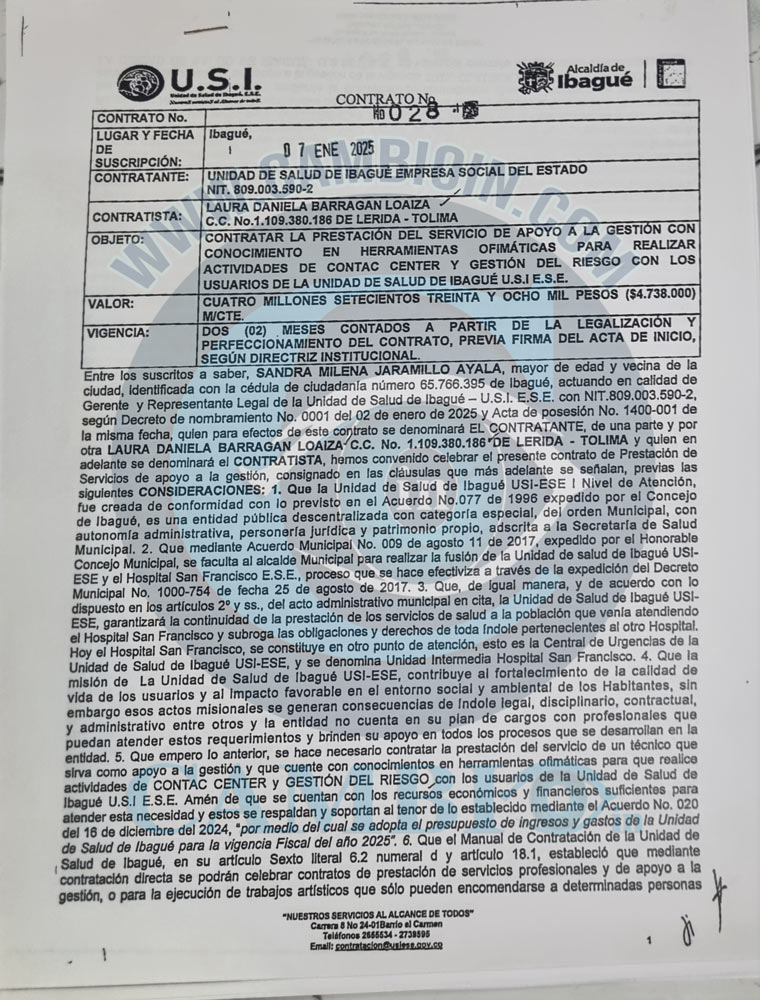 U.S.I.
Unidad de Salud de Ibagué, E.S.E.
Nuestros servicios al Alcance de todos.
Alcaldía de
Ibagué
CONTRATO No.
CONTRATO No.
No 028
LUGAR Y FECHA DE SUSCRIPCIÓN:
Ibagué,
07 ENE 2025
CONTRATANTE:
UNIDAD DE SALUD DE IBAGUÉ EMPRESA SOCIAL DEL ESTADO
NIT. 809.003.590-2
CONTRATISTA:
LAURA DANIELA BARRAGAN LOAIZA
C.C. No.1.109.380.186 DE LERIDA - TOLIMA
OBJETO:
CONTRATAR LA PRESTACIÓN DEL SERVICIO DE APOYO A LA GESTIÓN CON
CONOCIMIENTO EN HERRAMIENTAS OFIMÁTICAS PARA REALIZAR
ACTIVIDADES DE CONTAC CENTER Y GESTIÓN DEL RIESGO CON LOS
USUARIOS DE LA UNIDAD DE SALUD DE IBAGUÉ U.S.I E.S.E.
VALOR:
CUATRO MILLONES SETECIENTOS TREINTA Y OCHO MIL PESOS ($4.738.000)
M/CTE.
VIGENCIA:
DOS (02) MESES CONTADOS A PARTIR DE LA LEGALIZACIÓN Y
PERFECCIONAMIENTO DEL CONTRATO, PREVIA FIRMA DEL ACTA DE INICIO,
SEGÚN DIRECTRIZ INSTITUCIONAL.
Entre los suscritos a saber, SANDRA MILENA JARAMILLO AYALA, mayor de edad y vecina de la
ciudad, identificada con la cédula de ciudadanía número 65.766.395 de Ibagué, actuando en calidad de
Gerente y Representante Legal de la Unidad de Salud de Ibagué – U.S.I. E.S.E. con NIT.809.003.590-2,
según Decreto de nombramiento No. 0001 del 02 de enero de 2025 y Acta de posesión No. 1400-001 de
la misma fecha, quien para efectos de este contrato se denominará EL CONTRATANTE, de una parte y por
otra LAURA DANIELA BARRAGAN LOAIZA C.C. No. 1.109.380.186 DE LERIDA - TOLIMA y quien en
adelante se denominará el CONTRATISTA, hemos convenido celebrar el presente contrato de Prestación de
Servicios de apoyo a la gestión, consignado en las cláusulas que más adelante se señalan, previas las
siguientes CONSIDERACIONES: 1. Que la Unidad de Salud de Ibagué USI-ESE I Nivel de Atención,
fue creada de conformidad con lo previsto en el Acuerdo No.077 de 1996 expedido por el Concejo
de Ibagué, es una entidad pública descentralizada con categoría especial, del orden Municipal, con
autonomía administrativa, personería jurídica y patrimonio propio, adscrita a la Secretaría de Salud
Municipal. 2. Que mediante Acuerdo Municipal No. 009 de agosto 11 de 2017, expedido por el Honorable
Concejo Municipal, se faculta al alcalde Municipal para realizar la fusión de la Unidad de salud de Ibagué USI-
ESE y el Hospital San Francisco E.S.E., proceso que se hace efectiviza a través de la expedición del Decreto
Municipal No. 1000-754 de fecha 25 de agosto de 2017. 3. Que, de igual manera, y de acuerdo con lo
dispuesto en los artículos 2º y ss., del acto administrativo municipal en cita, la Unidad de Salud de Ibagué USI-
ESE, garantizará la continuidad de la prestación de los servicios de salud a la población que venía atendiendo
el Hospital San Francisco y subroga las obligaciones y derechos de toda índole pertenecientes al otro Hospital.
Hoy el Hospital San Francisco, se constituye en otro punto de atención, esto es la Central de Urgencias de la
Unidad de Salud de Ibagué USI-ESE, y se denomina Unidad Intermedia Hospital San Francisco. 4. Que la
misión de La Unidad de Salud de Ibagué USI-ESE, contribuye al fortalecimiento de la calidad de
vida de los usuarios y al impacto favorable en el entorno social y ambiental de los Habitantes, sin
embargo esos actos misionales se generan consecuencias de índole legal, disciplinario, contractual,
y administrativo entre otros y la entidad no cuenta en su plan de cargos con profesionales que
puedan atender estos requerimientos y brinden su apoyo en todos los procesos que se desarrollan en la
entidad. 5. Que empero lo anterior, se hace necesario contratar la prestación del servicio de un técnico que
sirva como apoyo a la gestión y que cuente con conocimientos en herramientas ofimáticas para que realice
actividades de CONTAC CENTER y GESTIÓN DEL RIESGO con los usuarios de la Unidad de Salud de
Ibagué U.S.I E.S.E. Amén de que se cuentan con los recursos económicos y financieros suficientes para
atender esta necesidad y estos se respaldan y soportan al tenor de lo establecido mediante el Acuerdo No. 020
del 16 de diciembre del 2024, "por medio del cual se adopta el presupuesto de ingresos y gastos de la Unidad
de Salud de Ibagué para la vigencia Fiscal del año 2025". 6. Que el Manual de Contratación de la Unidad de
Salud de Ibagué, en su artículo Sexto literal 6.2 numeral d y artículo 18.1, estableció que mediante
contratación directa se podrán celebrar contratos de prestación de servicios profesionales y de apoyo a la
gestión, o para la ejecución de trabajos artísticos que sólo pueden encomendarse a determinadas personas
"NUESTROS SERVICIOS AL ALCANCE DE TODOS"
Carrera 8 No 24-01Barrio el Carmen
Teléfonos 2655534 - 2739595
Email: contratacion@usiese.gov.co
1
WWW.CAMBIOIN.COM